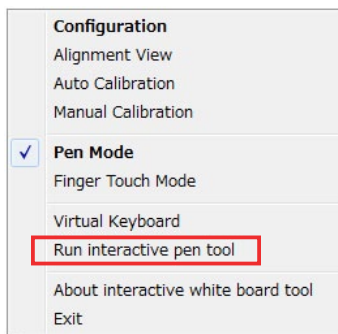 Configuration
Alignment View
Auto Calibration
Manual Calibration
Pen Mode
Finger Touch Mode
Virtual Keyboard
Run interactive pen tool
About interactive white board tool
Exit